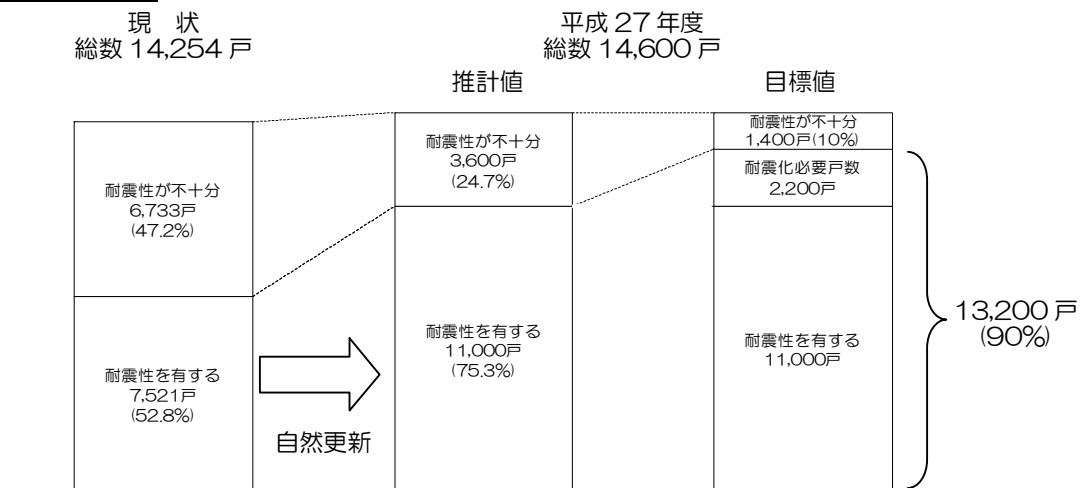 現 状
総数 14,254 戸
平成 27 年度
総数 14,600 戸
推計値
目標値
耐震性が不十分
6,733戸
(47.2%)
耐震性を有する
7,521戸
(52.8%)
自然更新
耐震性が不十分
3,600戸
(24.7%)
耐震性を有する
11,000戸
(75.3%)
耐震性が不十分
1,400戸(10%)
耐震化必要戸数
2,200戸
耐震性を有する
11,000戸
13,200 戸
(90%)